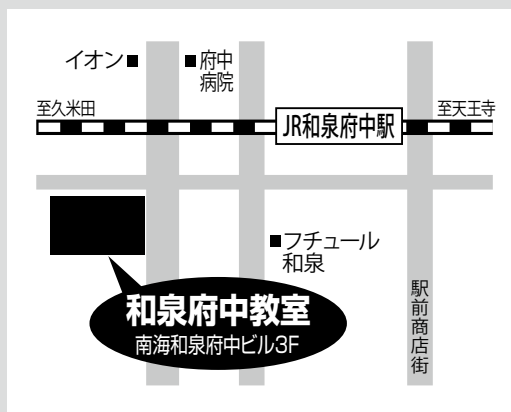 イオン
府中
病院
至久米田
JR和泉府中駅
至天王寺
フチュール
和泉
和泉府中教室
南海和泉府中ビル3F
駅前商店街